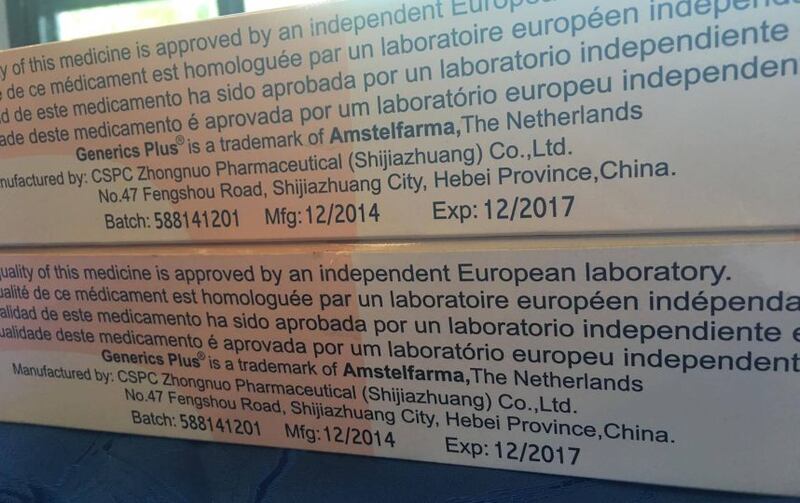 of this medicine is approved by an independent
de ce médicament est homologuée par un laboratoire européen
de este medicamento ha sido aprobada por un laboratorio independiente
deste medicamento é aprovada por um laboratório europeu
Generics Plus® is a trademark of Amstelfarma,The Netherlands
by: CSPC Zhongnuo Pharmaceutical (Shijiazhuang) Co.,Ltd.
No.47 Fengshou Road, Shijiazhuang City, Hebei Province,China.
Batch: 588141201 Mfg: 12/2014 Exp: 12/2017
of this medicine is approved by an independent European laboratory.
de ce médicament est homologuée par un laboratoire européen
de este medicamento ha sido aprobada por un laboratorio independiente
deste medicamento é aprovada por um laboratório europeu
Generics Plus® is a trademark of Amstelfarma,The Netherlands
Manufactured by: CSPC Zhongnuo Pharmaceutical (Shijiazhuang) Co.,Ltd.
No.47 Fengshou Road, Shijiazhuang City, Hebei Province,China.
Batch: 588141201 Mfg: 12/2014 Exp: 12/2017